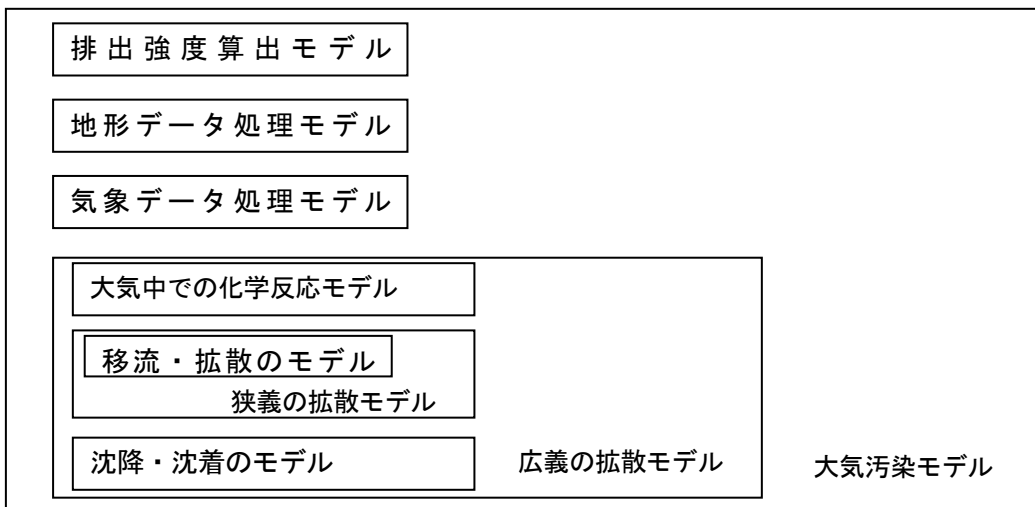 排出強度算出モデル
地形データ処理モデル
気象データ処理モデル
大気中での化学反応モデル
移流・拡散のモデル
狭義の拡散モデル
沈降・沈着のモデル
広義の拡散モデル
大気汚染モデル